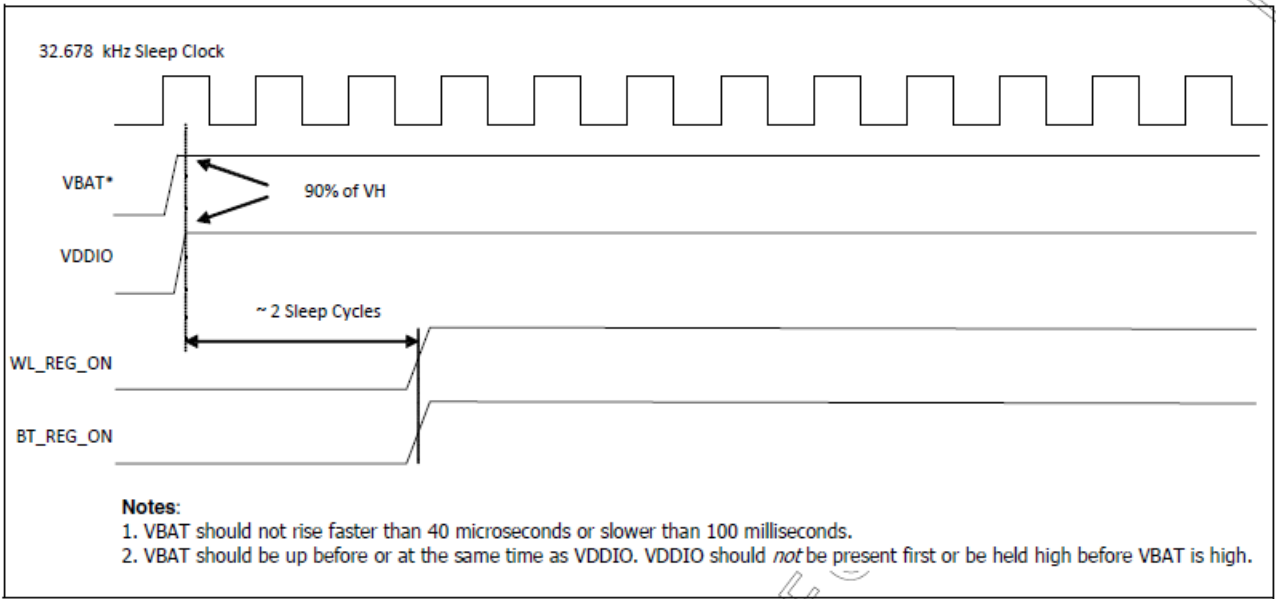 32.678 kHz Sleep Clock
VBAT*
90% of VH
VDDIO
~ 2 Sleep Cycles
WL_REG_ON
BT_REG_ON
Notes:
1. VBAT should not rise faster than 40 microseconds or slower than 100 milliseconds.
2. VBAT should be up before or at the same time as VDDIO. VDDIO should not be present first or be held high before VBAT is high.